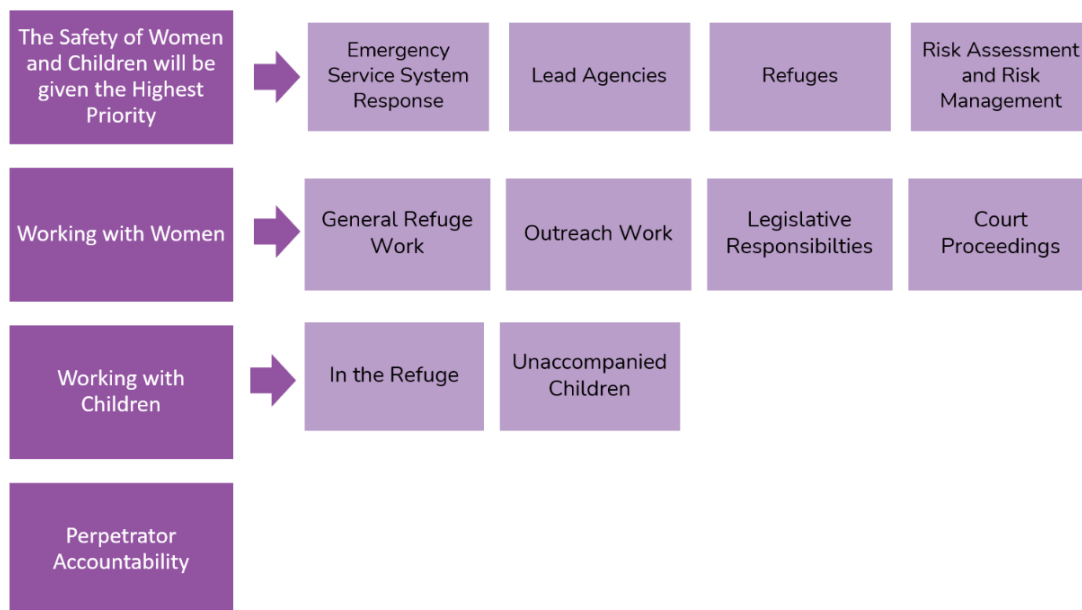 The Safety of Women
and Children will be
given the Highest
Priority
Emergency
Service System
Response
Lead Agencies
Refuges
Risk Assessment
and Risk
Management
Working with Women
General Refuge
Work
Outreach Work
Legislative
Responsibilties
Court
Proceedings
Working with
Children
In the Refuge
Unaccompanied
Children
Perpetrator
Accountability